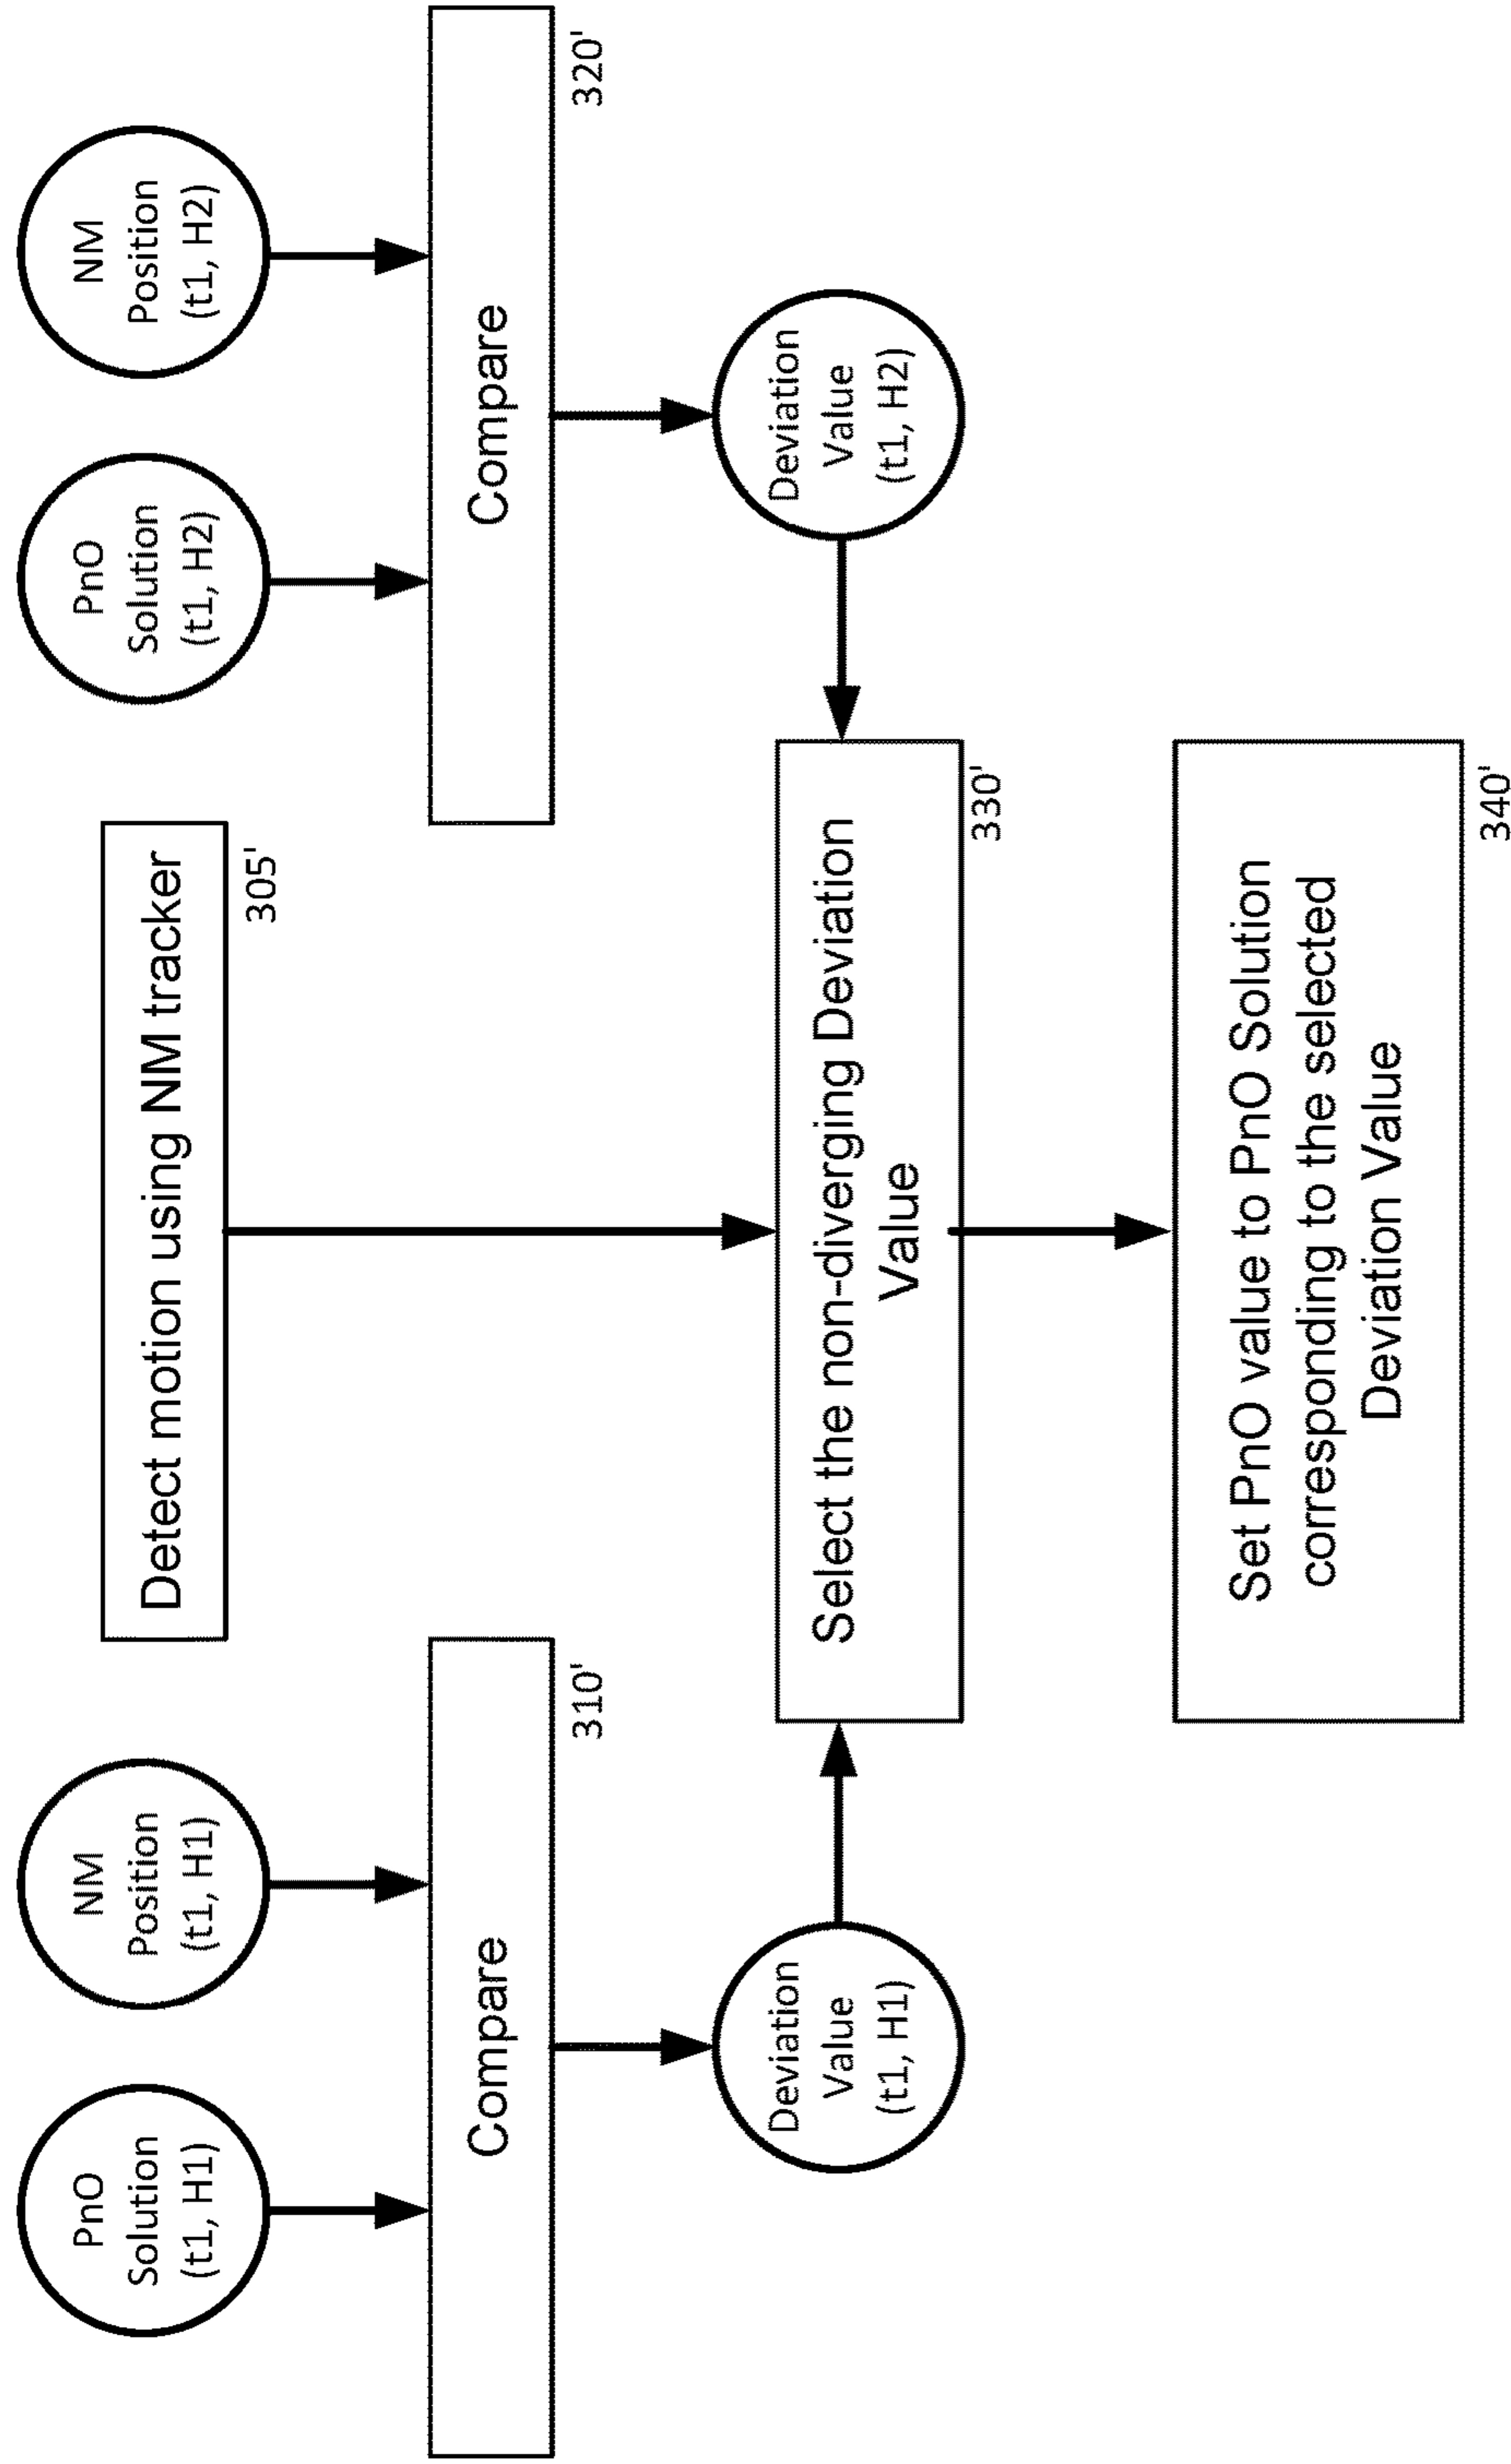 PnO
Solution
(t1, H1)
NM
Position
(t1, H1)
Detect motion using NM tracker
305'
PnO
Solution
(t1, H2)
NM
Position
(t1, H2)
Compare
310'
Compare
320'
Deviation
Value
(t1, H1)
Select the non-diverging Deviation
Value
330'
Deviation
Value
(t1, H2)
Set PnO value to PnO Solution
corresponding to the selected
Deviation Value
340'